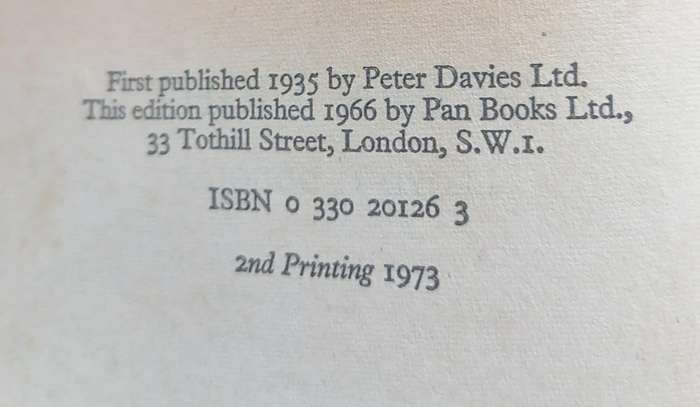 First published 1935 by Peter Davies Ltd.
This edition published 1966 by Pan Books Ltd.,
33 Tothill Street, London, S.W.1.
ISBN 0 330 20126 3
2nd Printing 1973